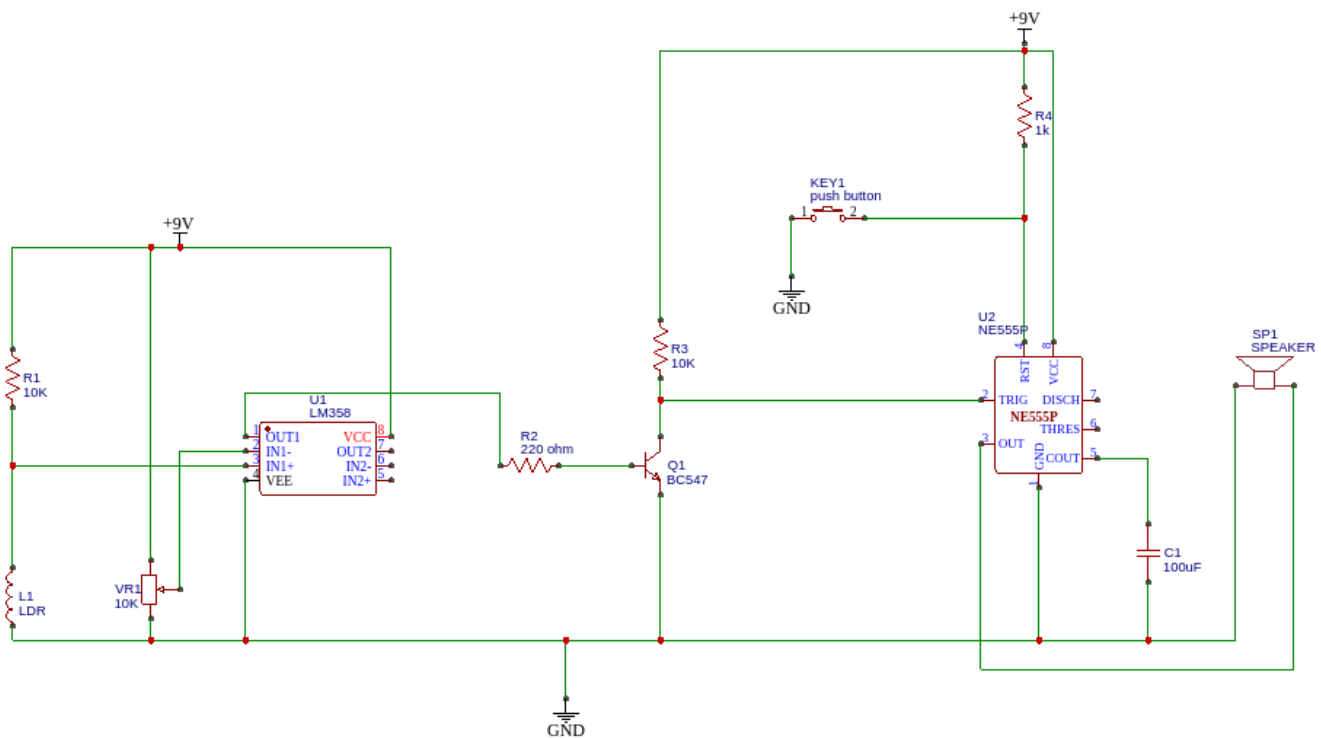 +9V
R4
1k
KEY1
push button
1
2
GND
+9V
U2
NE555P
4
8
RST
VCC
2
TRIG
DISCH
7
NE555P
THRES
6
3
OUT
GND
COUT
5
1
SP1
SPEAKER
R3
10K
R1
10K
U1
LM358
1
OUT1
VCC
8
2
IN1-
OUT2
7
3
IN1+
IN2-
6
4
VEE
IN2+
5
R2
220 ohm
Q1
BC547
C1
100uF
L1
LDR
VR1
10K
GND